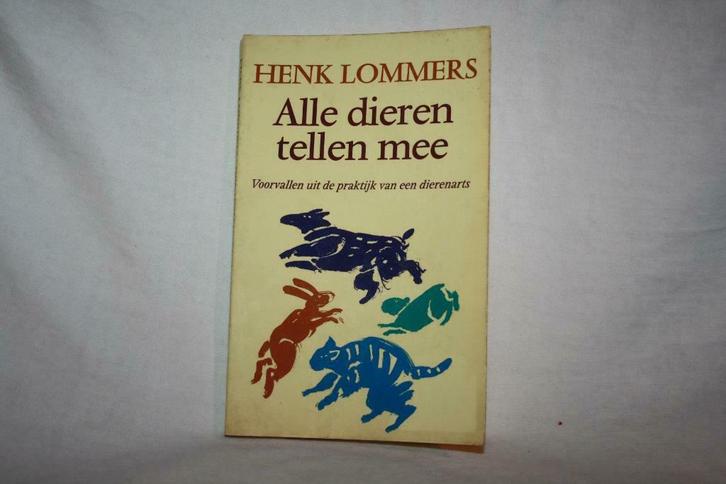 HENK LOMMERS
Alle dieren
tellen mee
Voorvallen uit de praktijk van een dierenarts